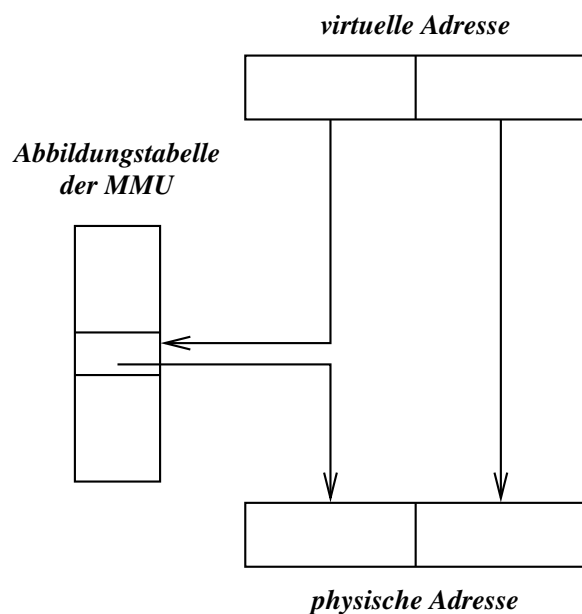 virtuelle Adresse
Abbildungstabelle
der MMU
physische Adresse